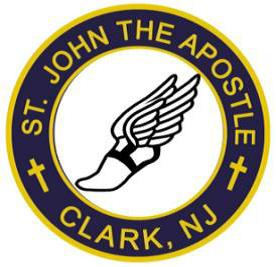 ST. JOHN THE APOSTLE
CLARK, NJ